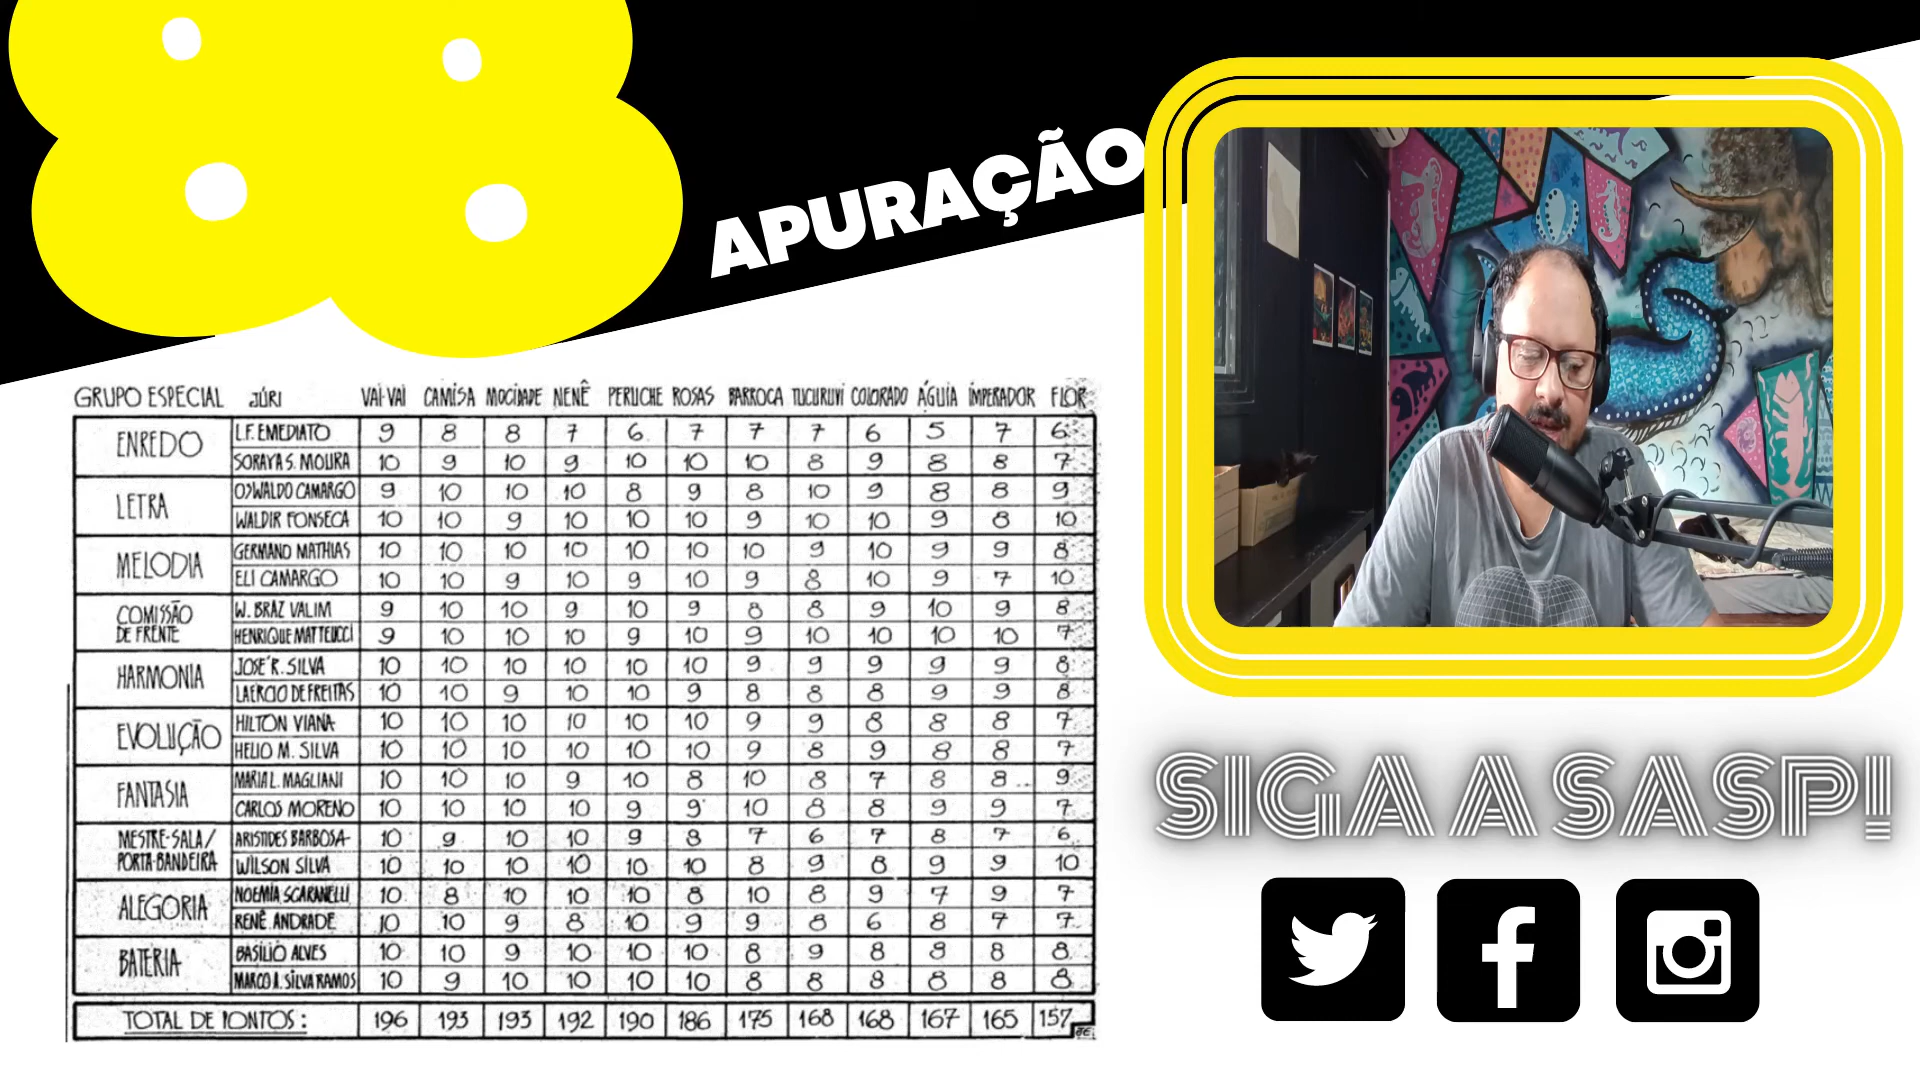 APURAÇÃO
GRUPO ESPECIAL JÚRI VAI-VAI CAMISA MOCIDADE NENÊ PERUCHE ROSAS BARROCA TUCURUVI COLORADO ÁGUIA IMPERADOR FLOR
ENREDO
L.F. EMEDIATO 9 8 8 7 6 7 7 7 6 5 7 6
SORAYA S. MOURA 10 9 10 9 10 10 10 8 9 8 8 7
LETRA
OSWALDO CAMARGO 9 10 10 10 8 9 8 10 9 8 8 9
WALDIR FONSECA 10 10 9 10 10 10 9 10 10 9 8 10
MELODIA
GERMANO MATHIAS 10 10 10 10 10 10 10 9 10 9 9 8
ELI CAMARGO 10 10 9 10 9 10 9 8 10 9 7 10
COMISSÃO
DE FRENTE
W. BRAZ VALIM 9 10 10 9 10 9 8 8 9 10 9 8
HENRIQUE MATTEUCCI 9 10 10 10 9 10 9 10 10 10 10 7
HARMONIA
JOSÉ R. SILVA 10 10 10 10 10 10 9 9 9 9 9 8
LAÉRCIO DE FREITAS 10 10 9 10 10 9 8 8 8 9 9 8
EVOLUÇÃO
HILTON VIANA 10 10 10 10 10 10 9 9 8 8 8 7
HELIO M. SILVA 10 10 10 10 10 10 9 8 9 8 8 7
FANTASIA
MARIA L. MAGLIANI 10 10 10 9 10 8 10 8 7 8 8 9
CARLOS MORENO 10 10 10 10 9 9 10 8 8 9 9 7
MESTRE-SALA/
PORTA-BANDEIRA
ARISTIDES BARBOSA 10 9 10 10 9 8 7 6 7 8 7 6
WILSON SILVA 10 10 10 10 10 10 8 9 8 9 9 10
ALEGORIA
NOEMÍA SCARANELLI 10 8 10 10 10 8 10 8 9 7 9 7
RENÊ ANDRADE 10 10 9 8 10 9 9 8 6 8 7 7
BATERIA
BASÍLIO ALVES 10 10 9 10 10 10 8 9 8 8 8 8
MARCO A. SILVA RAMOS 10 9 10 10 10 10 8 8 8 8 8 8
TOTAL DE PONTOS: 196 193 193 192 190 186 175 168 168 167 165 157
SIGA A SASP!